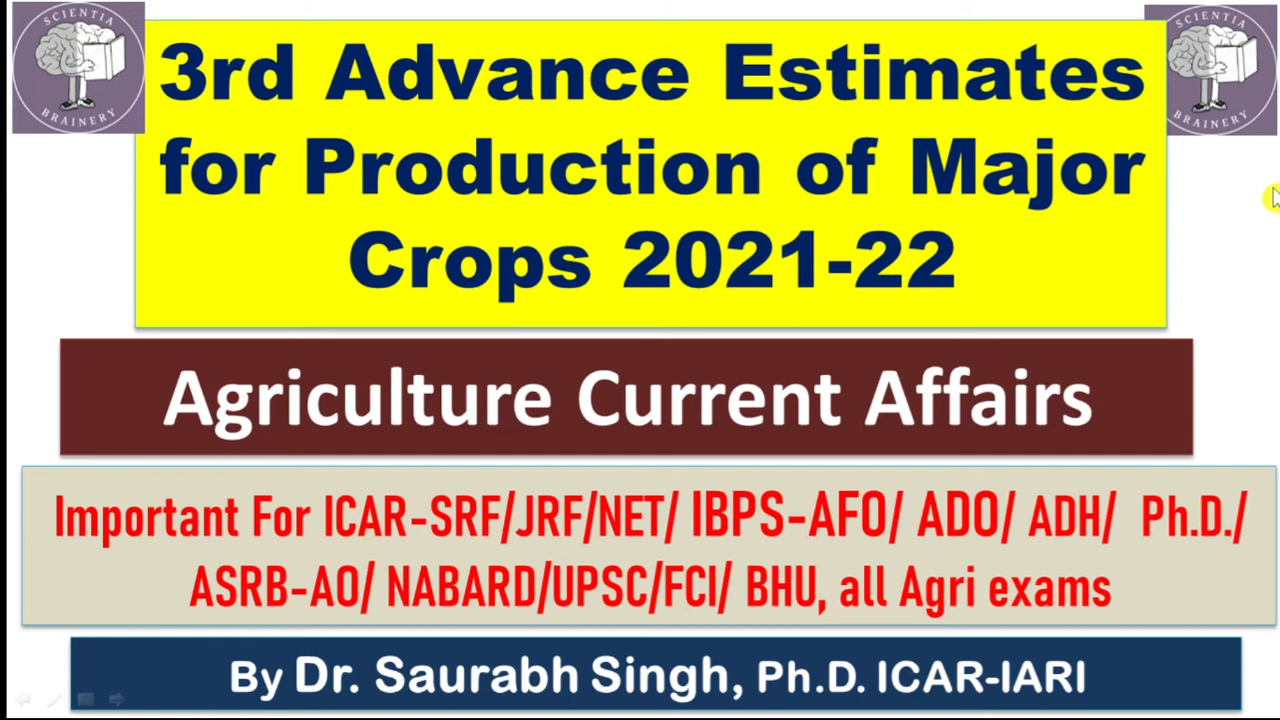 SCIENTIA
BRAINERY
SCIENTIA
BRAINERY
3rd Advance Estimates
for Production of Major
Crops 2021-22
Agriculture Current Affairs
Important For ICAR-SRF/JRF/NET/ IBPS-AFO/ ADO/ ADH/ Ph.D./
ASRB-AO/ NABARD/UPSC/FCI/ BHU, all Agri exams
By Dr. Saurabh Singh, Ph.D. ICAR-IARI